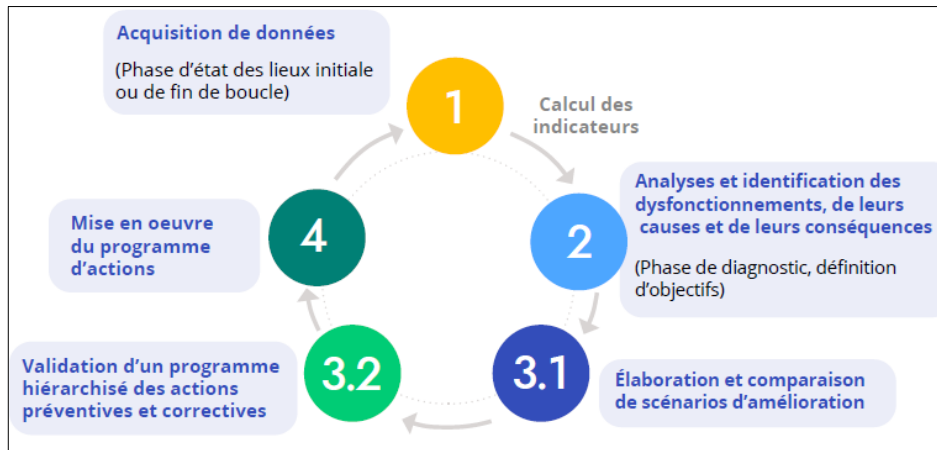 Acquisition de données
(Phase d'état des lieux initiale
ou de fin de boucle)
1
Calcul des
indicateurs
2
Analyses et identification des
dysfonctionnements, de leurs
causes et de leurs conséquences
(Phase de diagnostic, définition
d'objectifs)
3.1
Élaboration et comparaison
de scénarios d'amélioration
3.2
Validation d'un programme
hiérarchisé des actions
préventives et correctives
4
Mise en oeuvre
du programme
d'actions